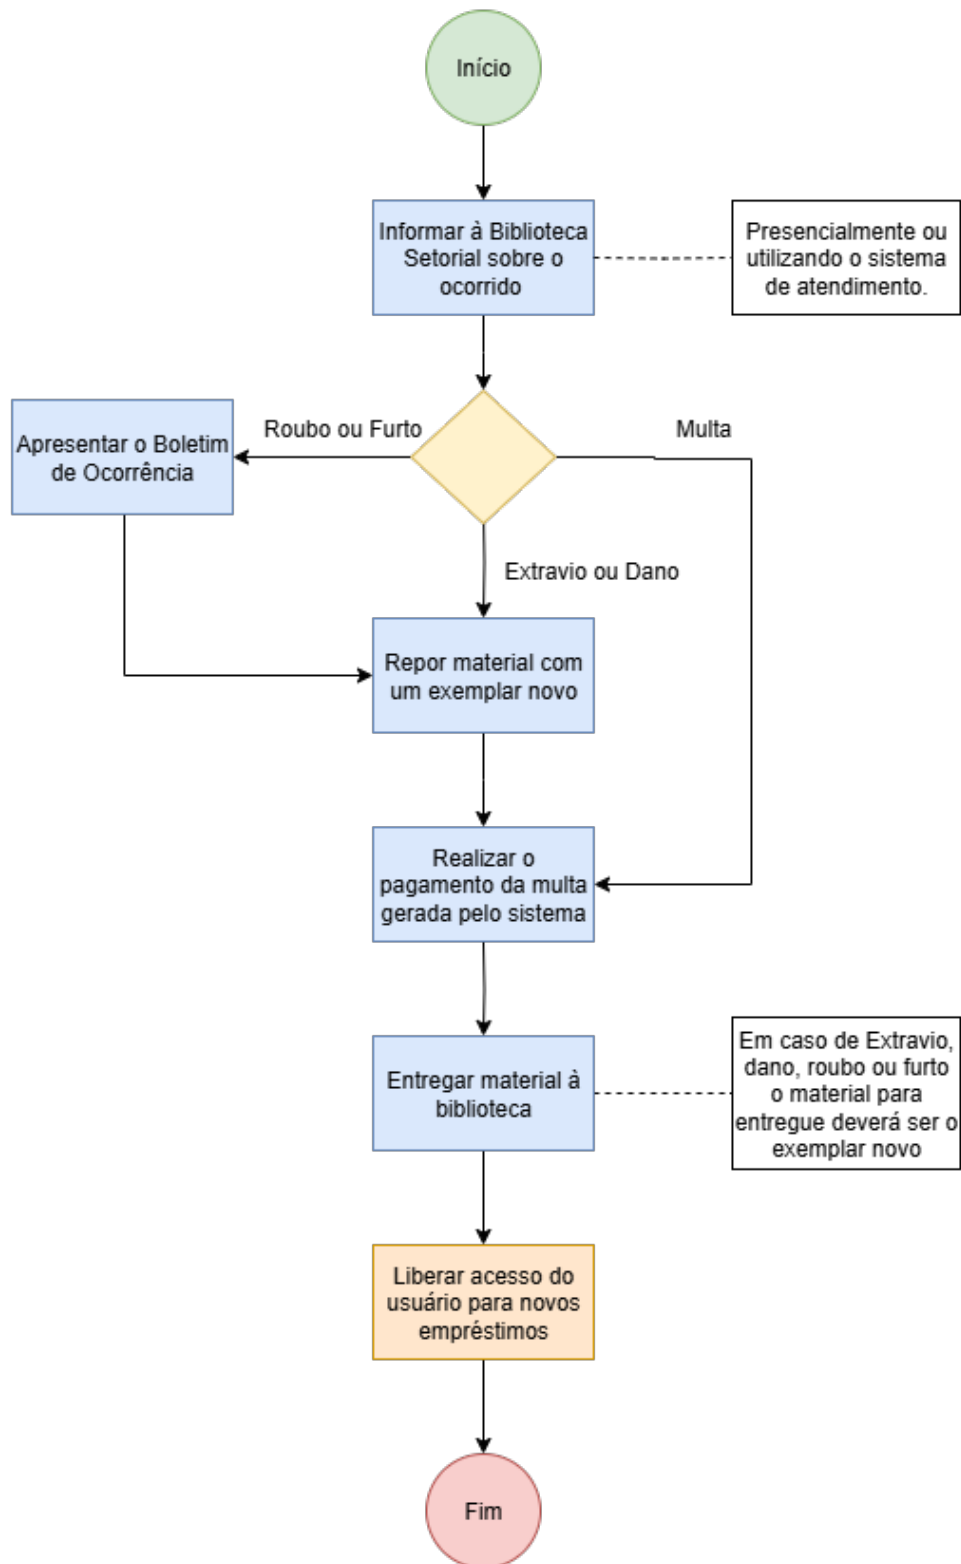 Início
Informar à Biblioteca
Setorial sobre o
ocorrido
Presencialmente ou
utilizando o sistema
de atendimento.
Roubo ou Furto
Multa
Apresentar o Boletim
de Ocorrência
Extravio ou Dano
Repor material com
um exemplar novo
Realizar o
pagamento da multa
gerada pelo sistema
Entregar material à
biblioteca
Em caso de Extravio,
dano, roubo ou furto
o material para
entregue deverá ser o
exemplar novo
Liberar acesso do
usuário para novos
empréstimos
Fim